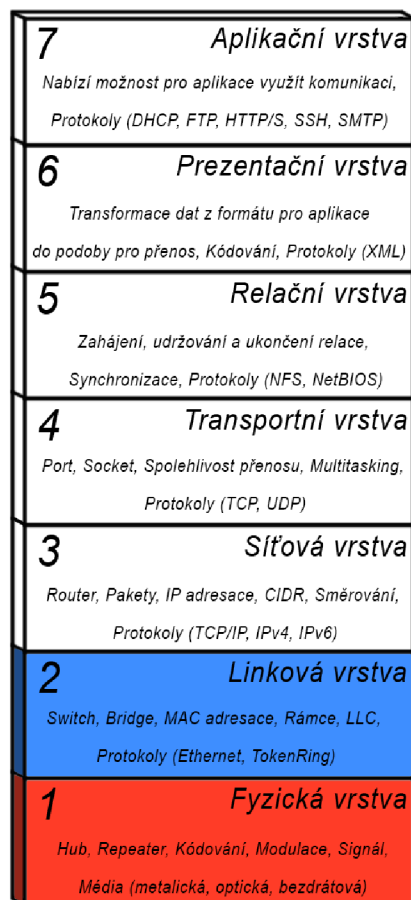 7 Aplikační vrstva
Nabízí možnost pro aplikace využít komunikaci,
Protokoly (DHCP, FTP, HTTP/S, SSH, SMTP)
6 Prezentační vrstva
Transformace dat z formátu pro aplikace
do podoby pro přenos, Kódování, Protokoly (XML)
5 Relační vrstva
Zahájení, udržování a ukončení relace,
Synchronizace, Protokoly (NFS, NetBIOS)
4 Transportní vrstva
Port, Socket, Spolehlivost přenosu, Multitasking,
Protokoly (TCP, UDP)
3 Síťová vrstva
Router, Pakety, IP adresace, CIDR, Směrování,
Protokoly (TCP/IP, IPv4, IPv6)
2 Linková vrstva
Switch, Bridge, MAC adresace, Rámce, LLC,
Protokoly (Ethernet, TokenRing)
1 Fyzická vrstva
Hub, Repeater, Kódování, Modulace, Signál,
Média (metalická, optická, bezdrátová)